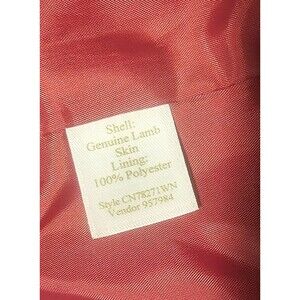 Shell:
Genuine Lamb
Skin
Lining:
100% Polyester
Style CN78271WN
Vendor 957984